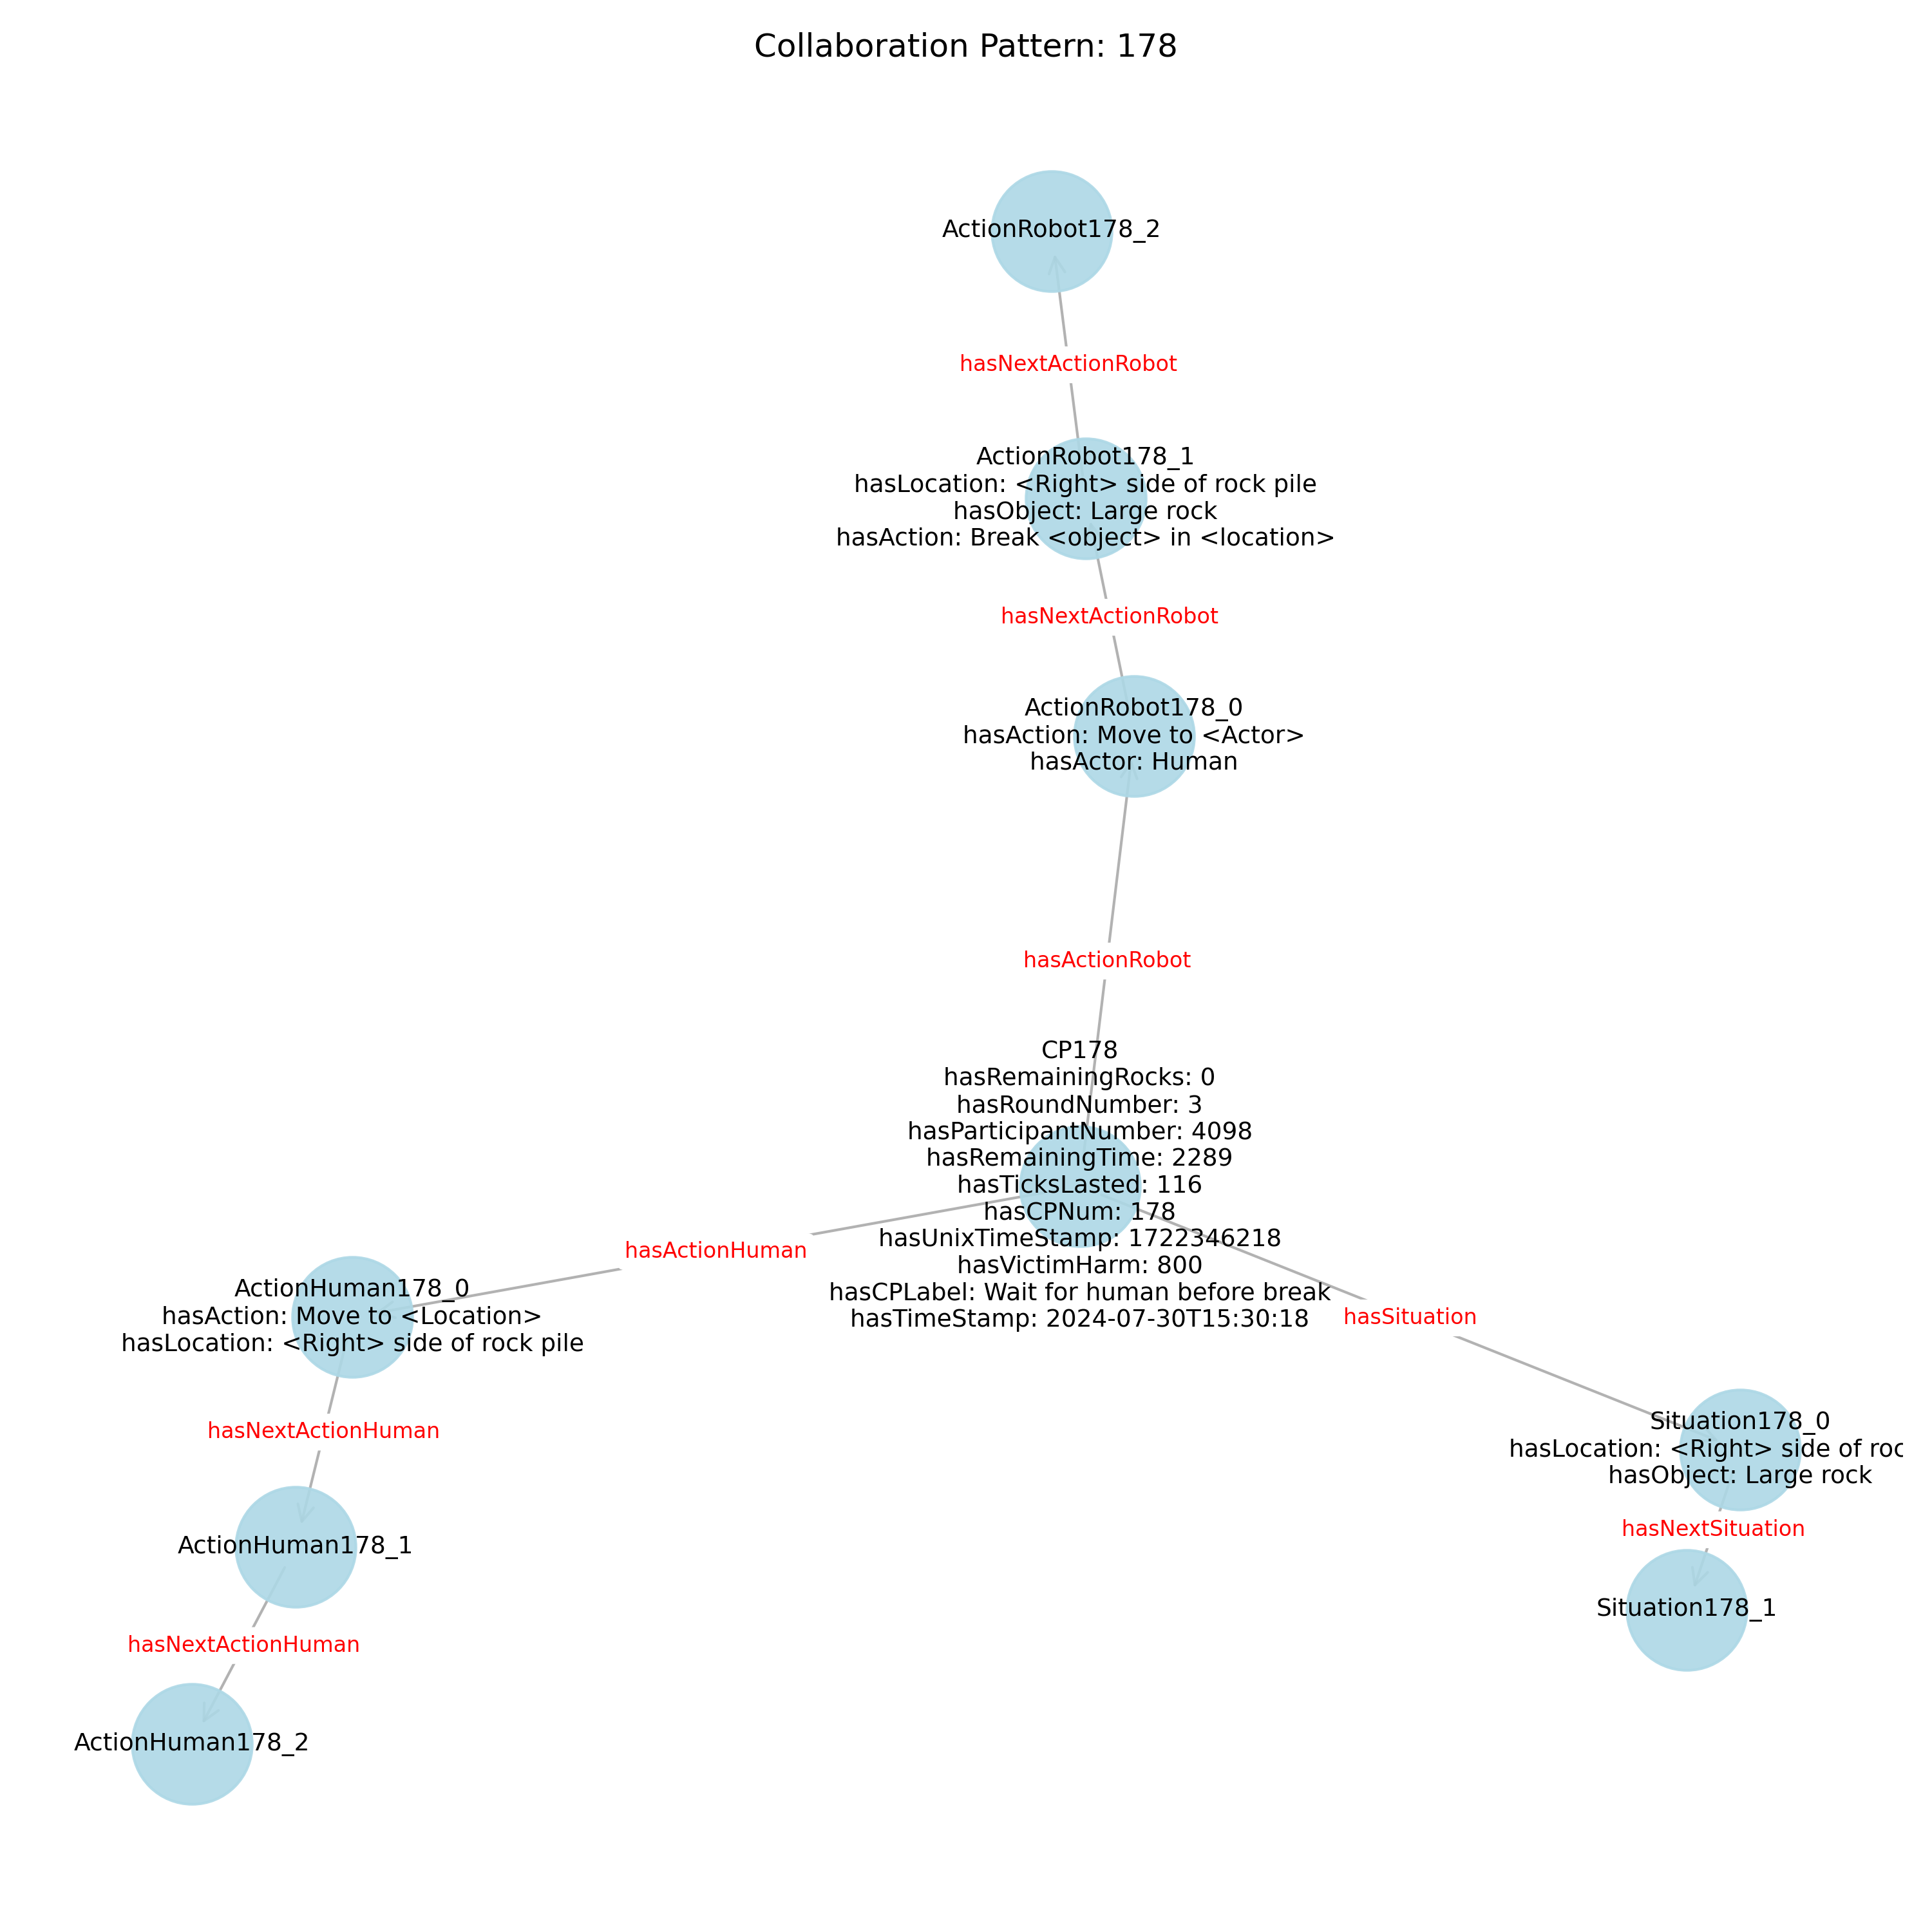 Collaboration Pattern: 178
ActionRobot178_2
hasNextActionRobot
ActionRobot178_1
hasLocation: <Right> side of rock pile
hasObject: Large rock
hasAction: Break <object> in <location>
hasNextActionRobot
ActionRobot178_0
hasAction: Move to <Actor>
hasActor: Human
hasActionRobot
CP178
hasRemainingRocks: 0
hasRoundNumber: 3
hasParticipantNumber: 4098
hasRemainingTime: 2289
hasTicksLasted: 116
hasCPNum: 178
hasUnixTimeStamp: 1722346218
hasVictimHarm: 800
hasCPLabel: Wait for human before break
hasTimeStamp: 2024-07-30T15:30:18
hasActionHuman
ActionHuman178_0
hasAction: Move to <Location>
hasLocation: <Right> side of rock pile
hasSituation
Situation178_0
hasLocation: <Right> side of
hasObject: Large rock
hasNextActionHuman
hasNextSituation
ActionHuman178_1
Situation178_1
hasNextActionHuman
ActionHuman178_2